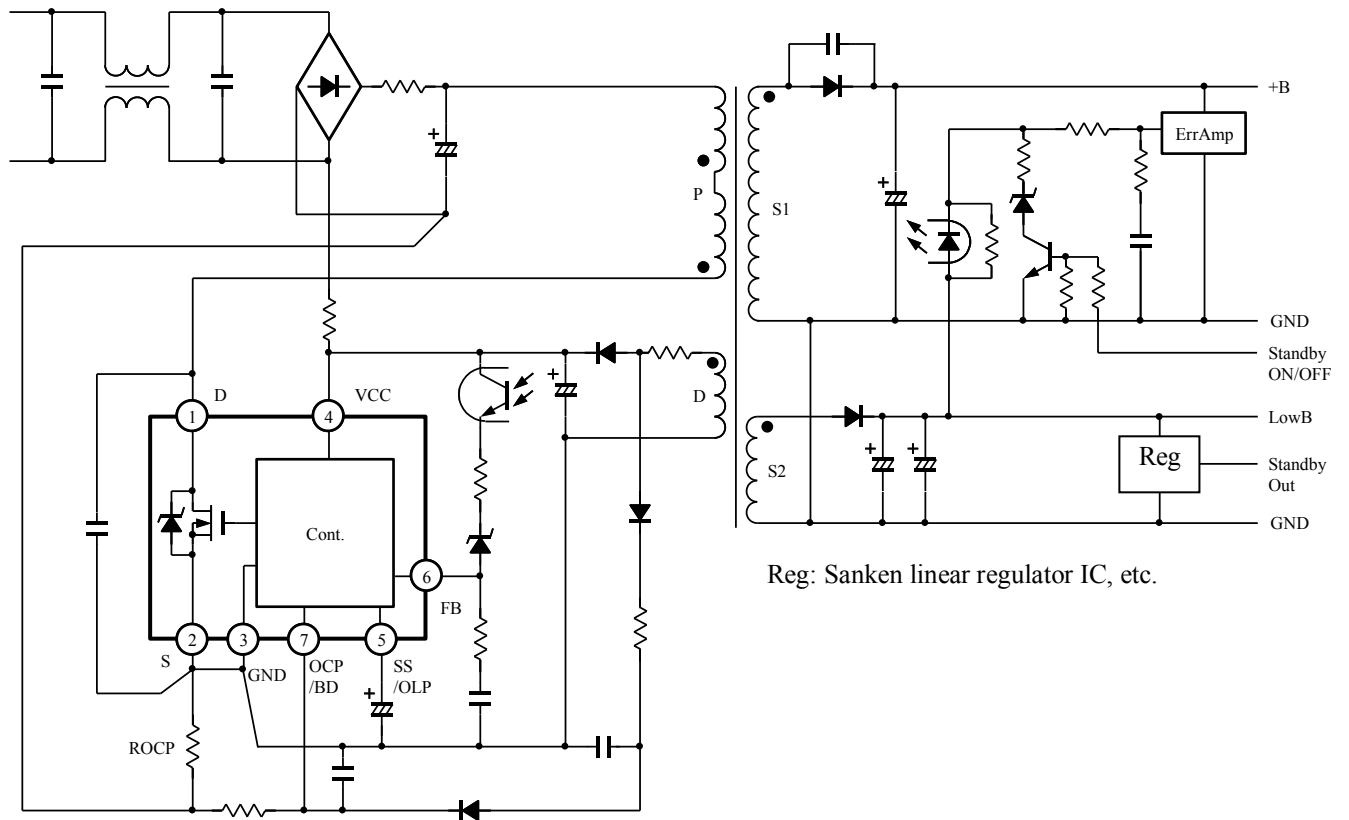 +B
ErrAmp
P
S1
GND
Standby
ON/OFF
D
VCC
D
LowB
1
4
S2
Reg
Standby
Out
GND
Cont.
6
FB
Reg: Sanken linear regulator IC, etc.
2
3
7
5
S
GND
OCP
/BD
SS
/OLP
ROCP
+
+
+
+
+
+